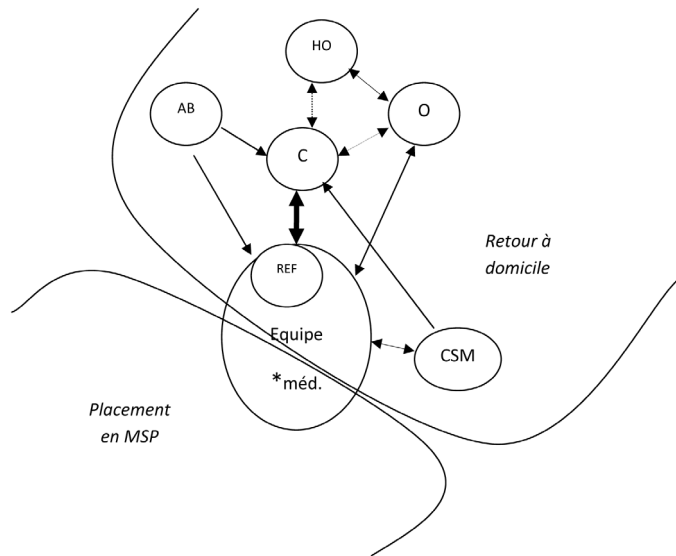 HO
AB
O
C
Retour à
domicile
REF
Equipe
CSM
*méd.
Placement
en MSP